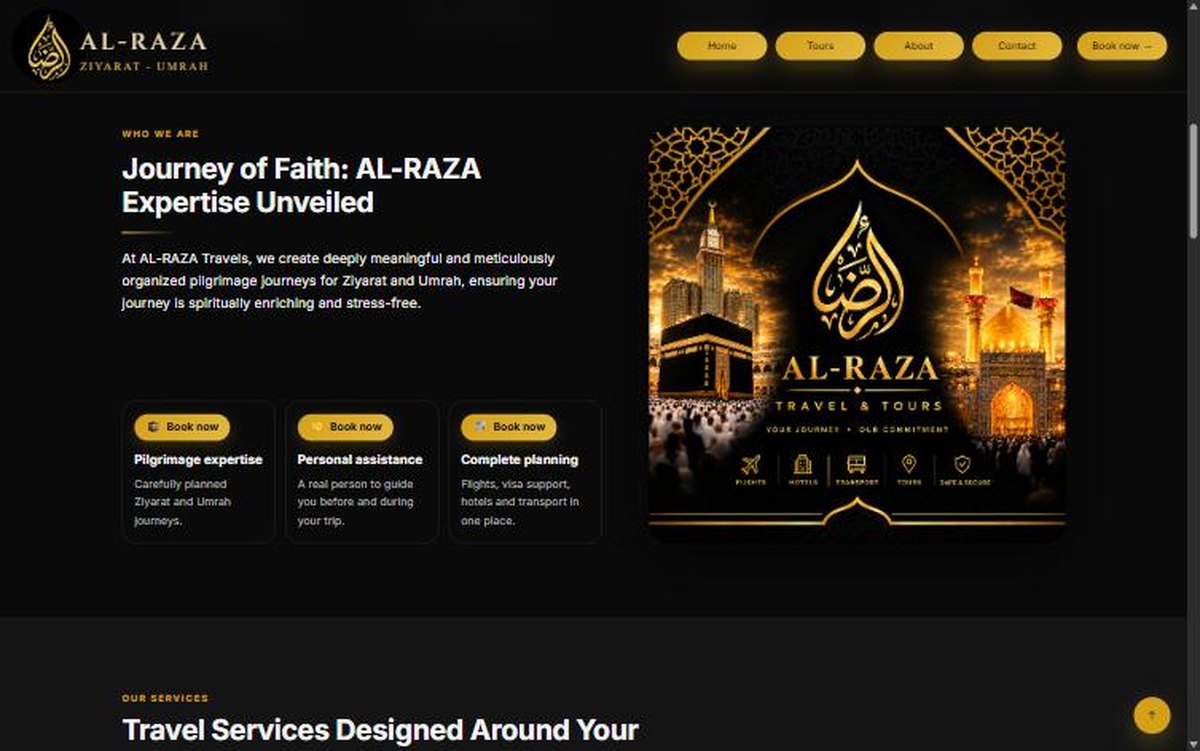 AL-RAZA
ZIYARAT - UMRAH
Home
Tours
About
Contact
Book now →
WHO WE ARE
Journey of Faith: AL-RAZA
Expertise Unveiled
At AL-RAZA Travels, we create deeply meaningful and meticulously
organized pilgrimage journeys for Ziyarat and Umrah, ensuring your
journey is spiritually enriching and stress-free.
Book now
Pilgrimage expertise
Carefully planned
Ziyarat and Umrah
journeys.
Book now
Personal assistance
A real person to guide
you before and during
your trip.
Book now
Complete planning
Flights, visa support,
hotels and transport in
one place.
الرضا
AL-RAZA
TRAVEL & TOURS
YOUR JOURNEY • OUR COMMITMENT
FLIGHTS
HOTELS
TRANSPORT
TOURS
SAFE & SECURE
OUR SERVICES
Travel Services Designed Around Your